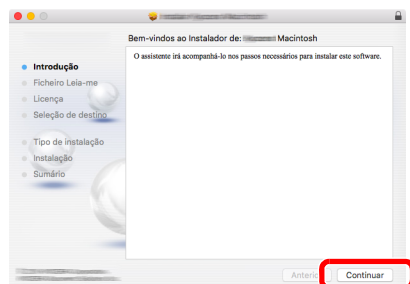 Bem-vindos ao Instalador de: Macintosh
Introdução
Ficheiro Leia-me
Licença
Seleção de destino
Tipo de instalação
Instalação
Sumário
O assistente irá acompanhá-lo nos passos necessários para instalar este software.
Anterior
Continuar